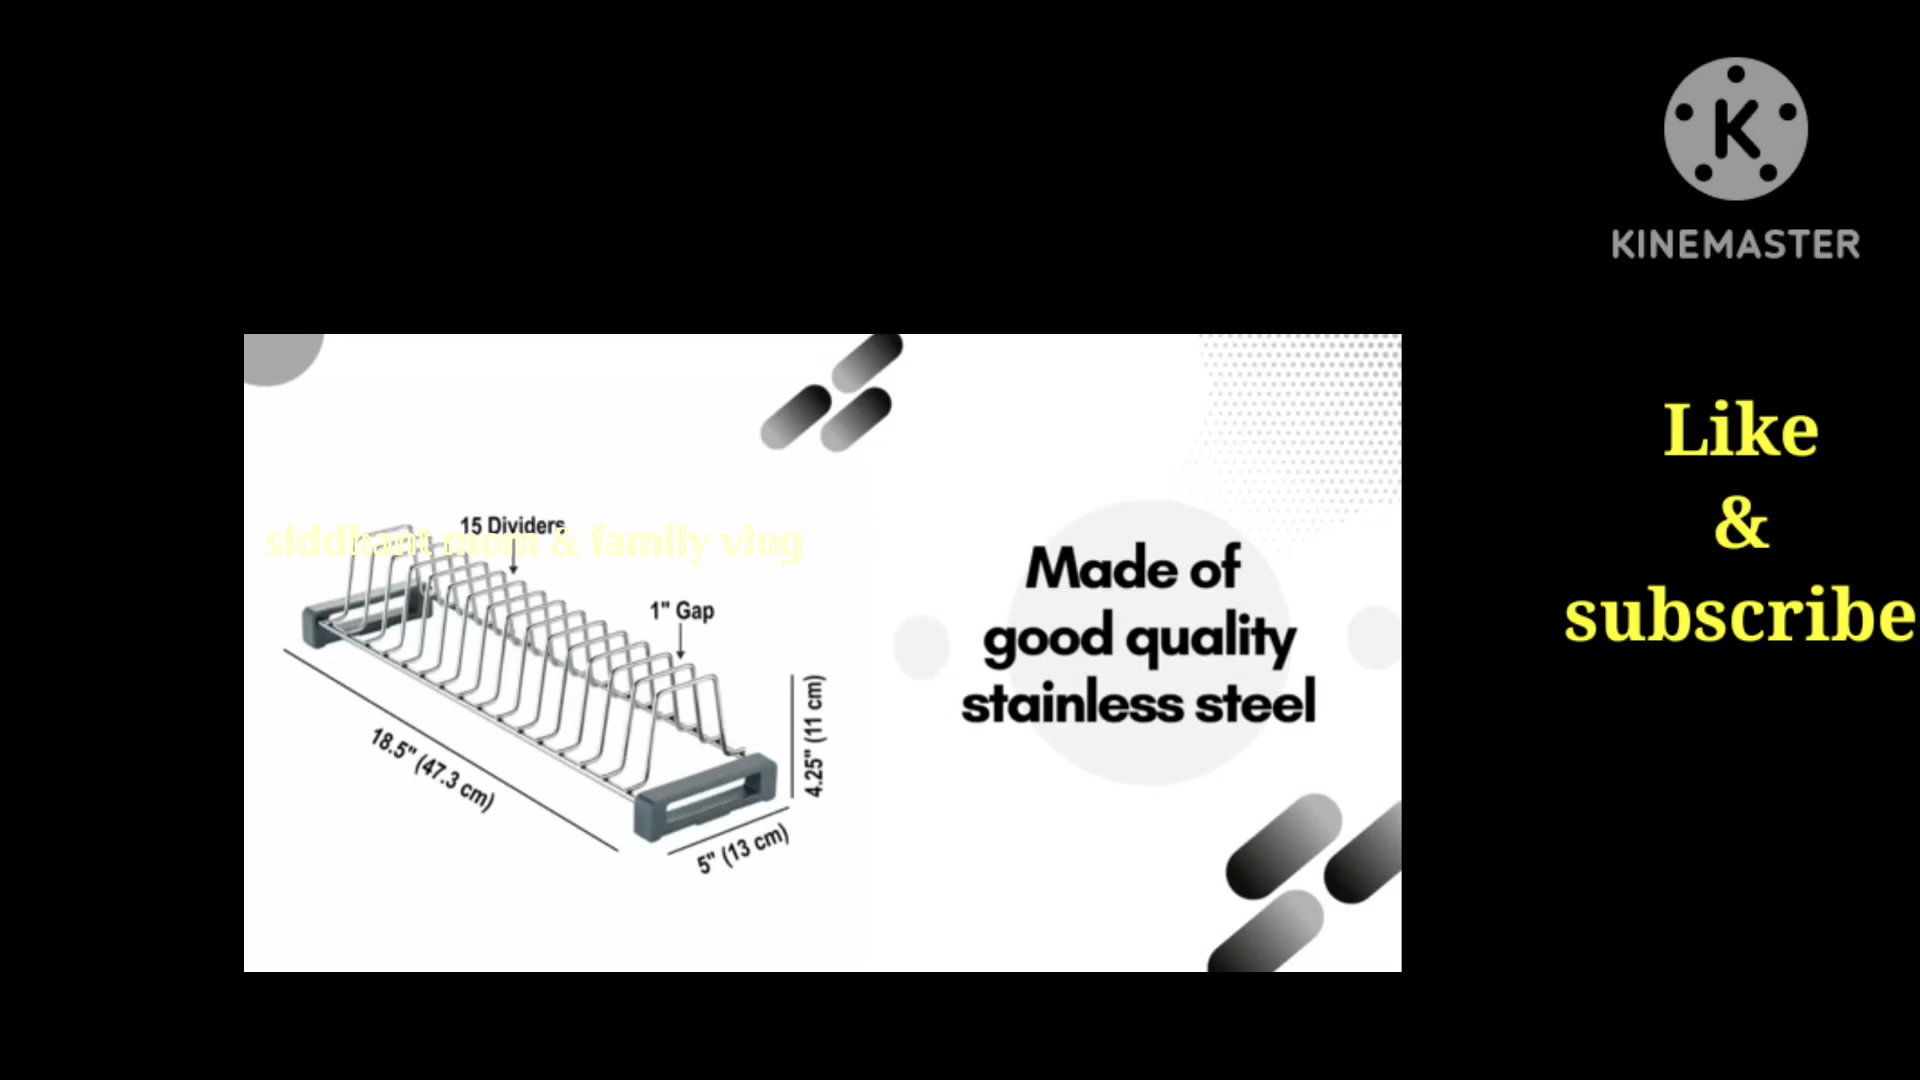 KINEMASTER
Like
&
subscribe
15 Dividers
siddhant mom & family vlog
1" Gap
18.5" (47.3 cm)
5" (13 cm)
4.25" (11 cm)
Made of
good quality
stainless steel